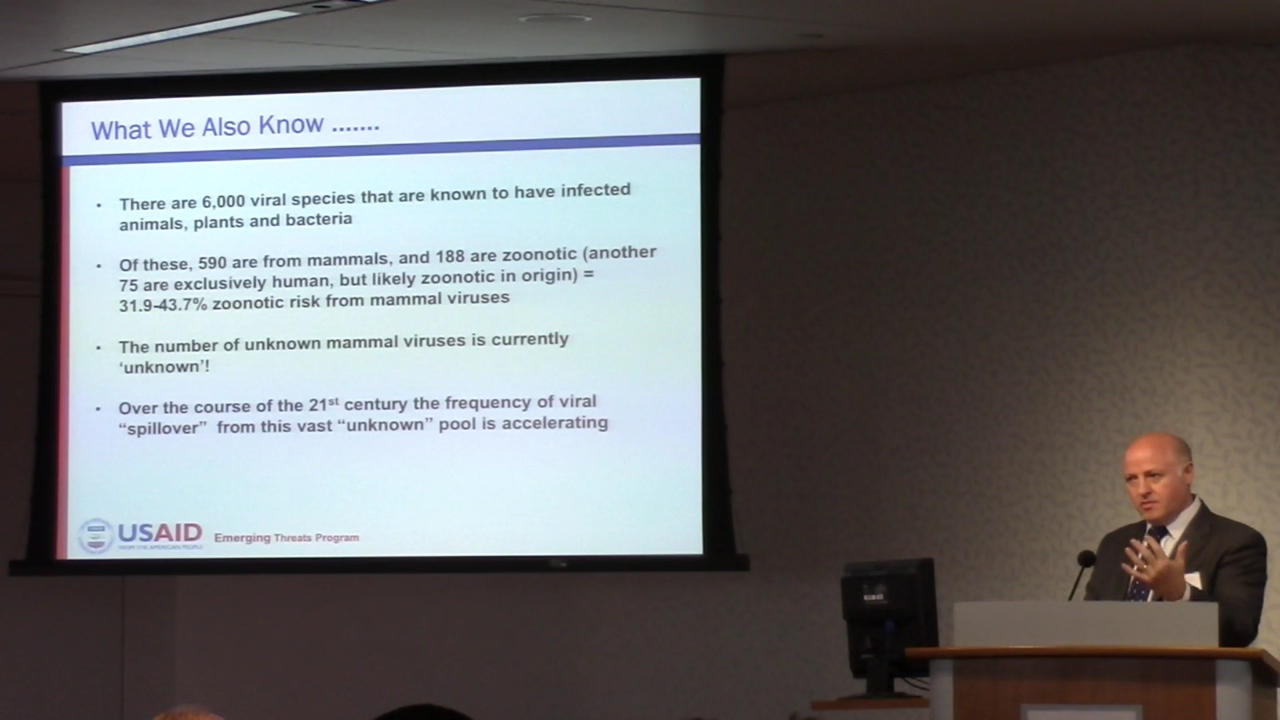 What We Also Know .......
• There are 6,000 viral species that are known to have infected
animals, plants and bacteria
• Of these, 590 are from mammals, and 188 are zoonotic (another
75 are exclusively human, but likely zoonotic in origin) =
31.9-43.7% zoonotic risk from mammal viruses
• The number of unknown mammal viruses is currently
‘unknown’!
• Over the course of the 21st century the frequency of viral
“spillover”  from this vast “unknown” pool is accelerating
USAID
FROM THE AMERICAN PEOPLE
Emerging Threats Program